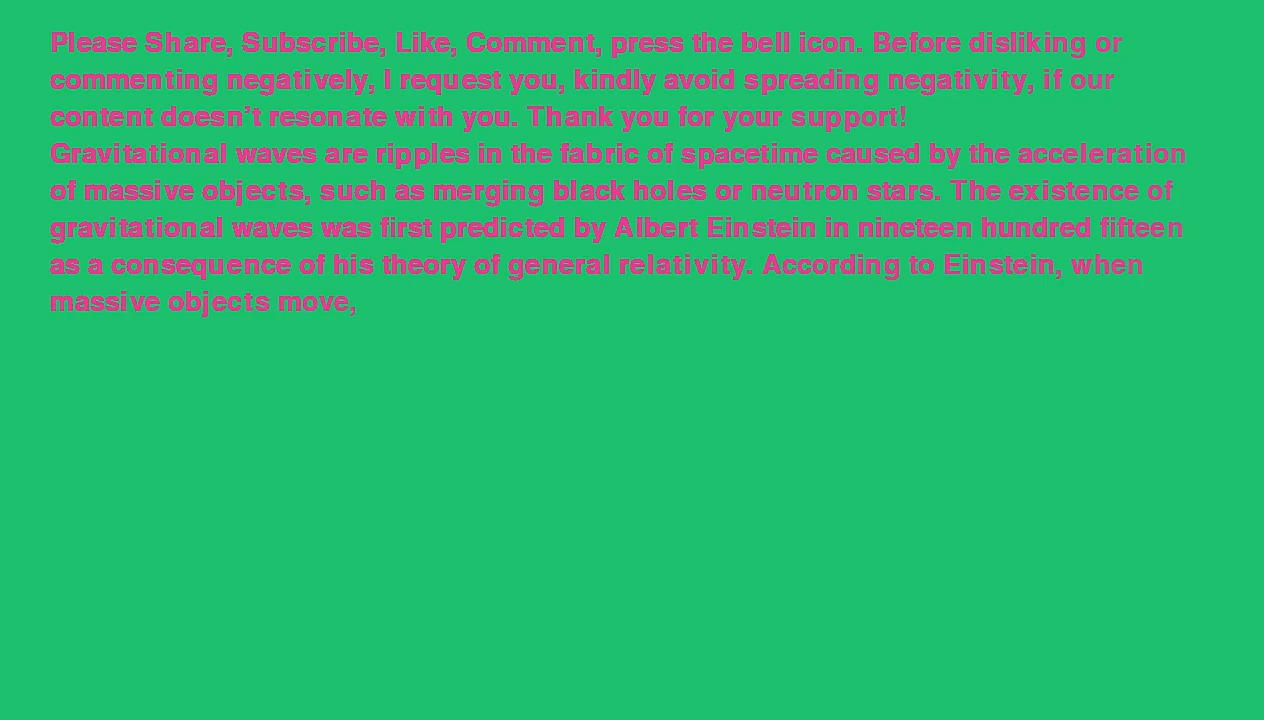 Please Share, Subscribe, Like, Comment, press the bell icon. Before disliking or
commenting negatively, I request you, kindly avoid spreading negativity, if our
content doesn’t resonate with you. Thank you for your support!
Gravitational waves are ripples in the fabric of spacetime caused by the acceleration
of massive objects, such as merging black holes or neutron stars. The existence of
gravitational waves was first predicted by Albert Einstein in nineteen hundred fifteen
as a consequence of his theory of general relativity. According to Einstein, when
massive objects move,